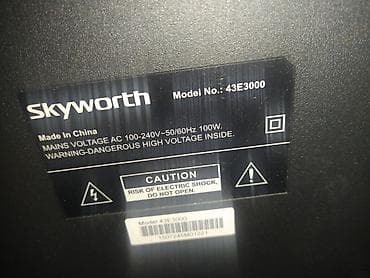 Skyworth
Model No.: 43E3000
Made in China
MAINS VOLTAGE AC 100-240V~50/60Hz 100W.
WARNING-DANGEROUS HIGH VOLTAGE INSIDE.
CAUTION
RISK OF ELECTRIC SHOCK,
DO NOT OPEN.
Model 43E3000